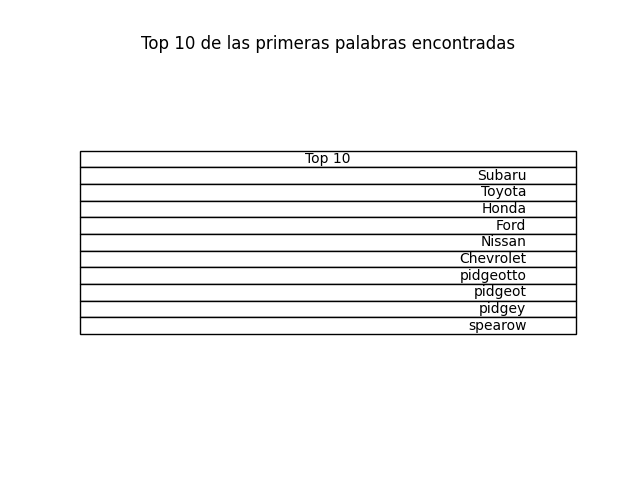 Top 10 de las primeras palabras encontradas
Top 10
Subaru
Toyota
Honda
Ford
Nissan
Chevrolet
pidgeotto
pidgeot
pidgey
spearow